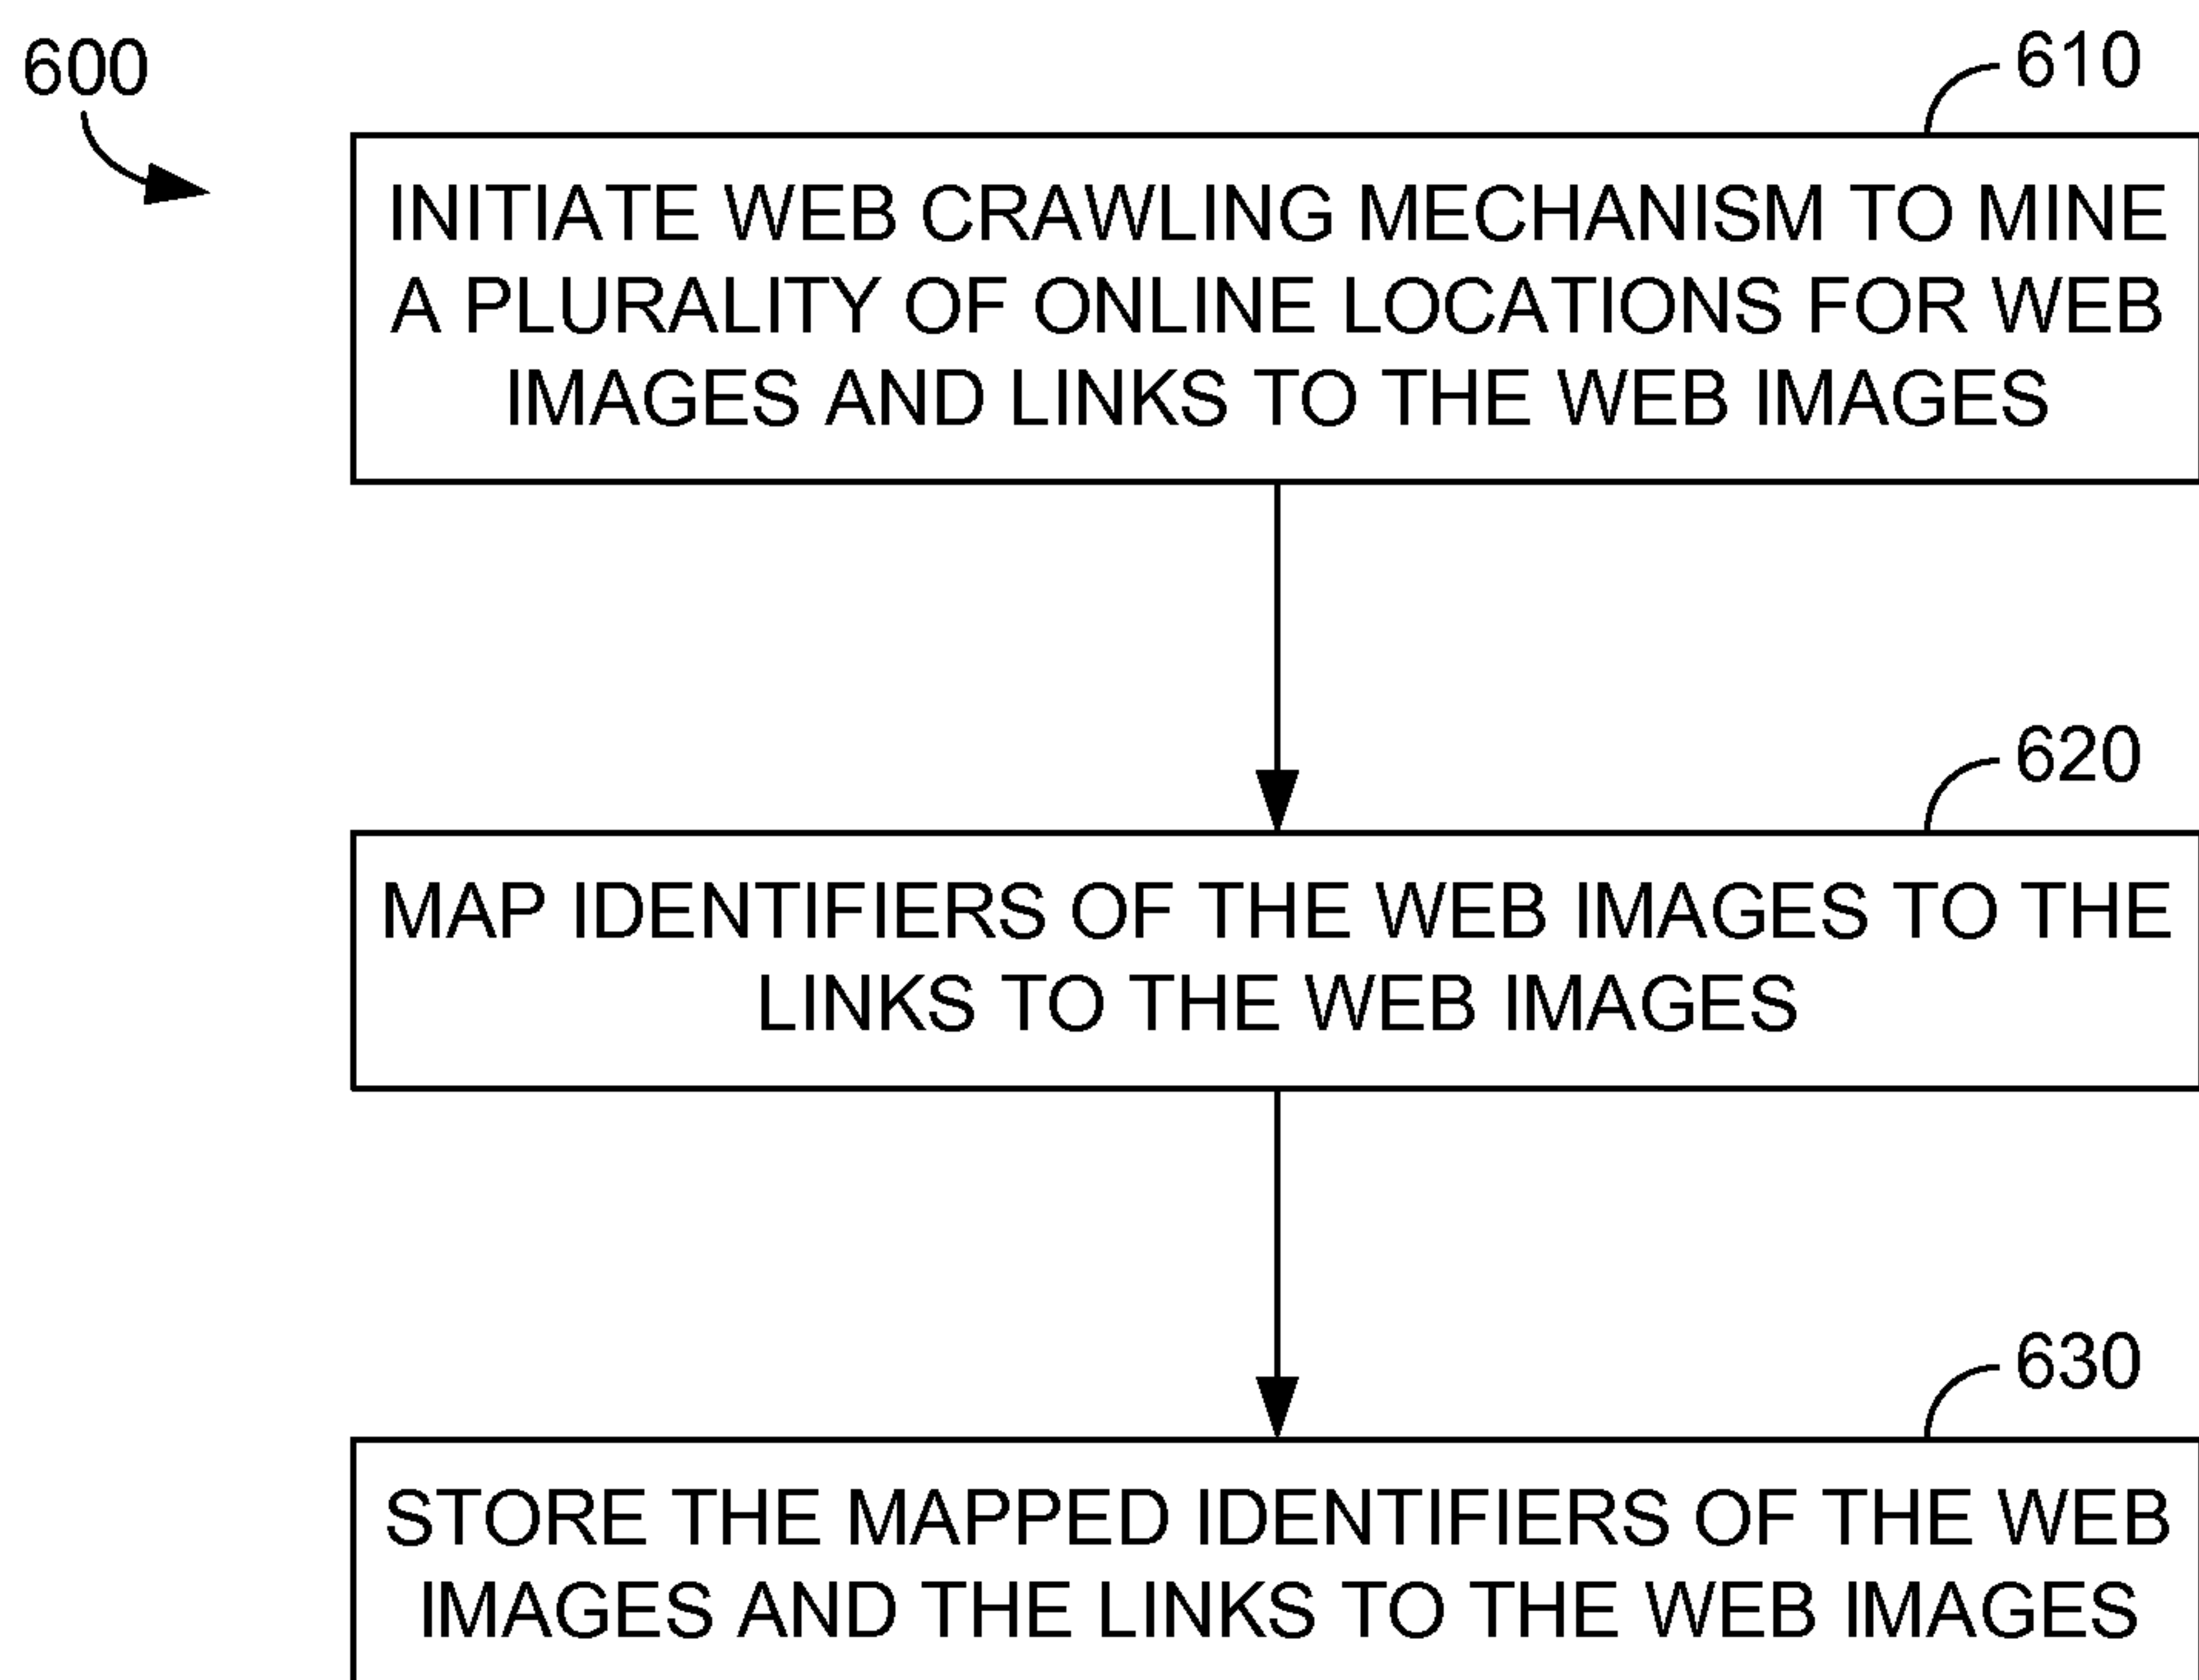 600
610
INITIATE WEB CRAWLING MECHANISM TO MINE
A PLURALITY OF ONLINE LOCATIONS FOR WEB
IMAGES AND LINKS TO THE WEB IMAGES
620
MAP IDENTIFIERS OF THE WEB IMAGES TO THE
LINKS TO THE WEB IMAGES
630
STORE THE MAPPED IDENTIFIERS OF THE WEB
IMAGES AND THE LINKS TO THE WEB IMAGES